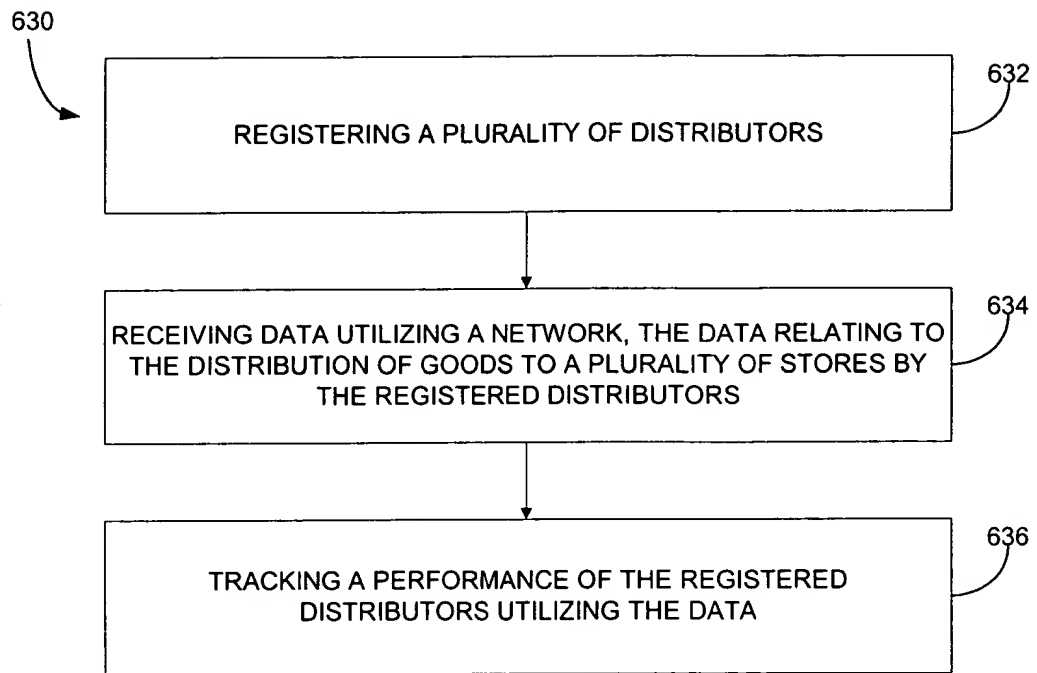 630
632
REGISTERING A PLURALITY OF DISTRIBUTORS
634
RECEIVING DATA UTILIZING A NETWORK, THE DATA RELATING TO
THE DISTRIBUTION OF GOODS TO A PLURALITY OF STORES BY
THE REGISTERED DISTRIBUTORS
636
TRACKING A PERFORMANCE OF THE REGISTERED
DISTRIBUTORS UTILIZING THE DATA